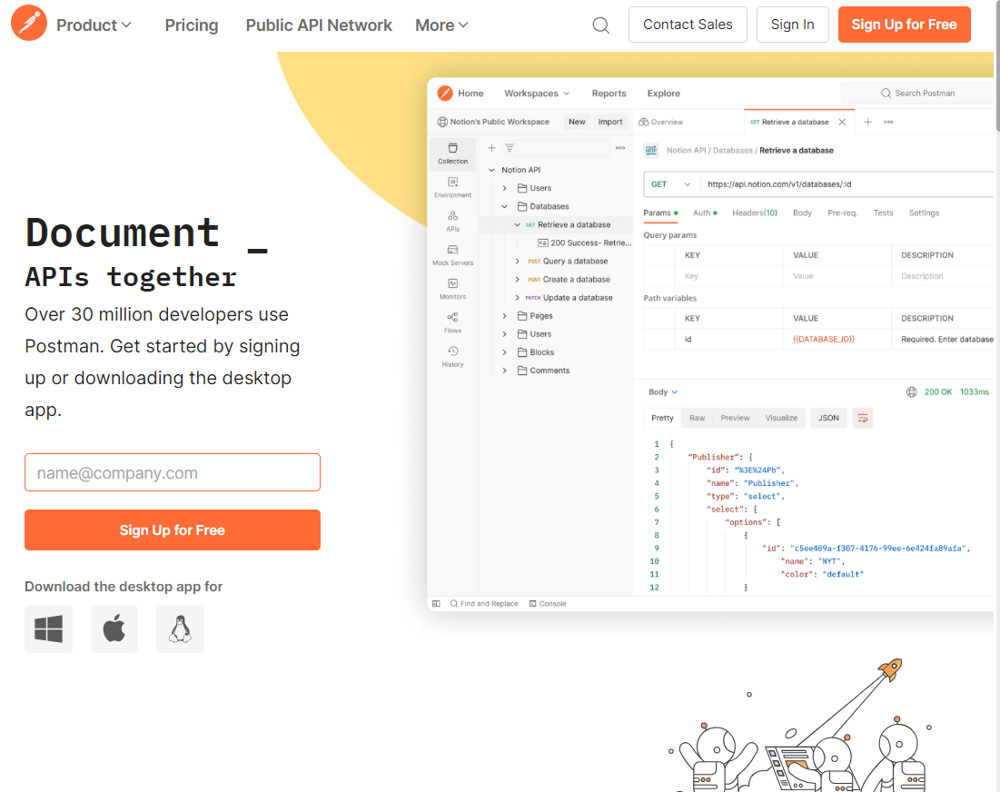 Product Pricing Public API Network More Contact Sales Sign In Sign Up for Free
Document _
APIs together
Over 30 million developers use
Postman. Get started by signing
up or downloading the desktop
app.
name@company.com
Sign Up for Free
Download the desktop app for
Home Workspaces Reports Explore Search Postman
Notion's Public Workspace New Import Overview GET Retrieve a database
Collection
Environment
APIs
Mock Servers
Monitors
Flows
History
Notion API
Users
Databases
GET Retrieve a database
200 Success- Retrie...
POST Query a database
POST Create a database
PATCH Update a database
Pages
Users
Blocks
Comments
HTTP Notion API / Databases / Retrieve a database
GET https://api.notion.com/v1/databases/:id
Params Auth Headers(10) Body Pre-req. Tests Settings
Query params
KEY VALUE DESCRIPTION
Key Value Description
Path variables
KEY VALUE DESCRIPTION
id {{DATABASE_ID}} Required. Enter database
Body 200 OK 1033ms
Pretty Raw Preview Visualize JSON
1 {
2 “Publisher”: {
3 “id”: “%3E%24Pb”,
4 “name”: "Publisher",
5 “type”: "select",
6 “select”: {
7 “options”: [
8 {
9 "id": "c5ee409a-f307-4176-99ee-6e424fa89afa",
10 "name": "NYT",
11 "color": "default"
12 }
Find and Replace Console